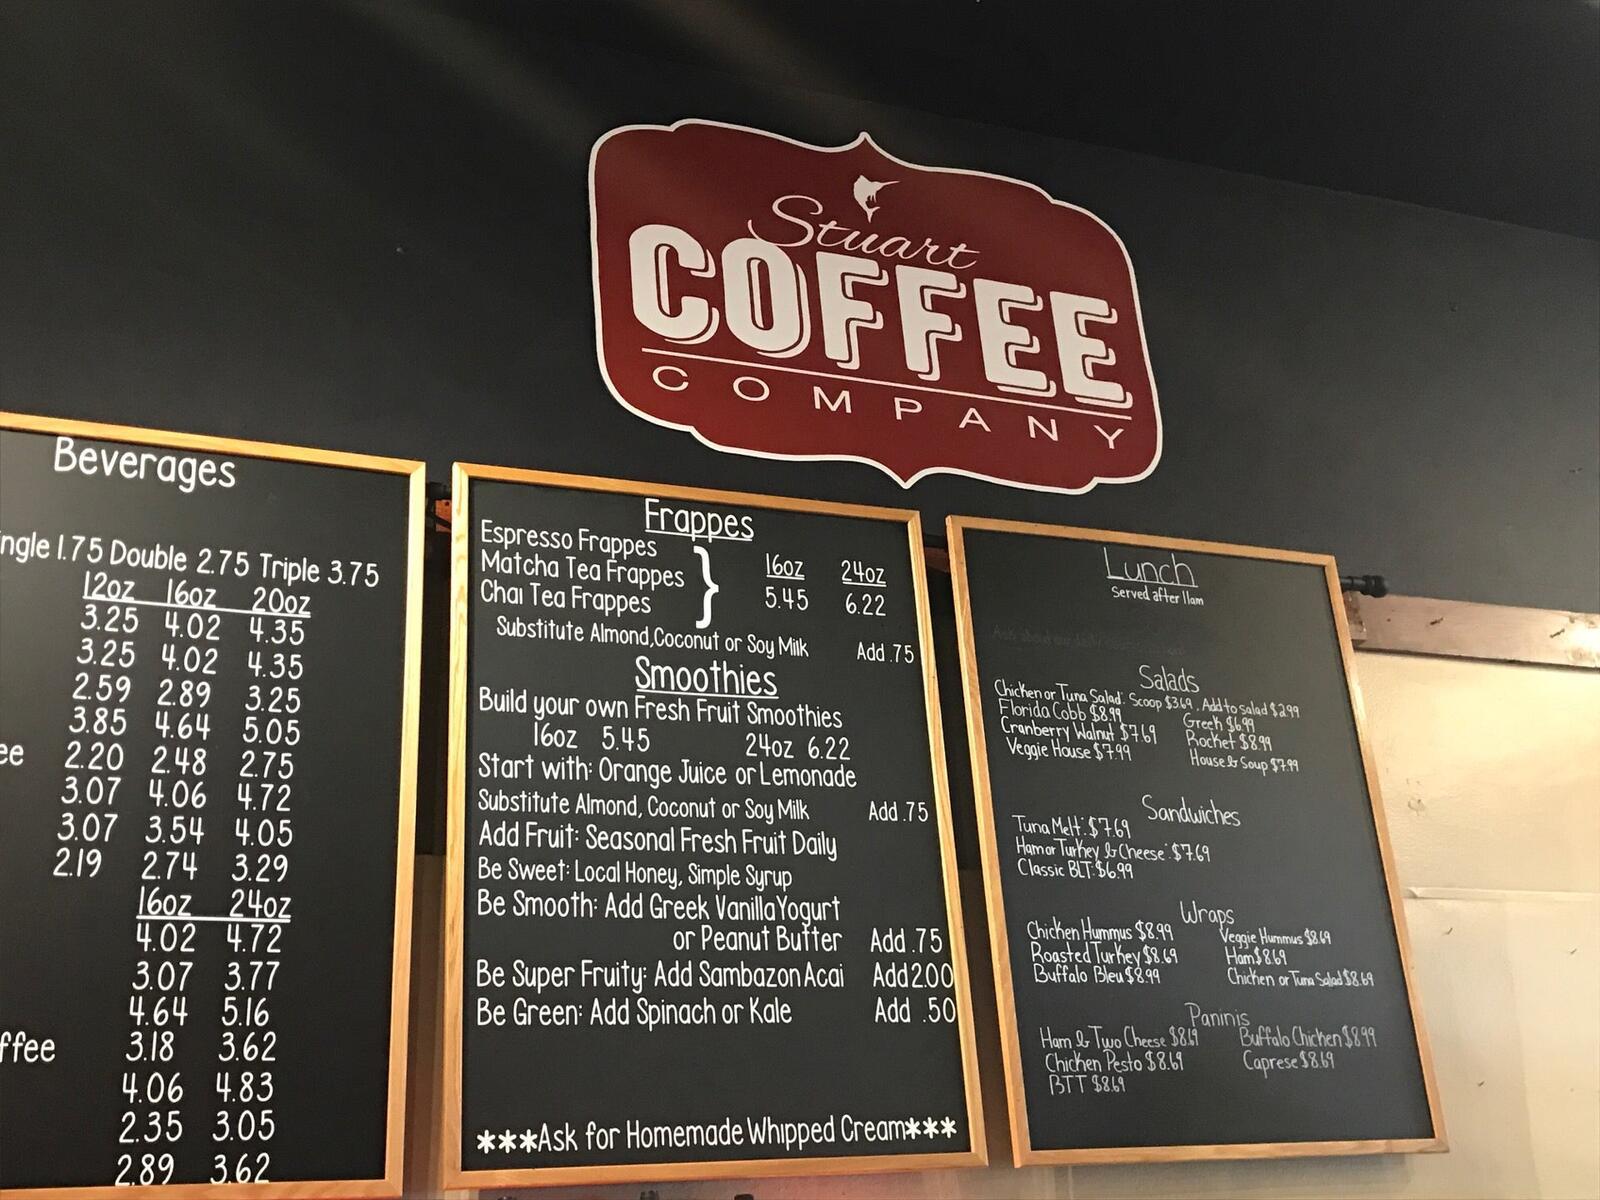 Stuart
COFFEE
COMPANY
Beverages
ngle 1.75 Double 2.75 Triple 3.75
12oz 16oz 20oz
3.25 4.02 4.35
3.25 4.02 4.35
2.59 2.89 3.25
3.85 4.64 5.05
ee 2.20 2.48 2.75
3.07 4.06 4.72
3.07 3.54 4.05
2.19 2.74 3.29
16oz 24oz
4.02 4.72
3.07 3.77
4.64 5.16
ffee 3.18 3.62
4.06 4.83
2.35 3.05
2.89 3.62
Frappes
Espresso Frappes
Matcha Tea Frappes } 16oz 24oz
Chai Tea Frappes 5.45 6.22
Substitute Almond, Coconut or Soy Milk Add .75
Smoothies
Build your own Fresh Fruit Smoothies
16oz 5.45 24oz 6.22
Start with: Orange Juice or Lemonade
Substitute Almond, Coconut or Soy Milk Add .75
Add Fruit: Seasonal Fresh Fruit Daily
Be Sweet: Local Honey, Simple Syrup
Be Smooth: Add Greek Vanilla Yogurt
or Peanut Butter Add .75
Be Super Fruity: Add Sambazon Acai Add 2.00
Be Green: Add Spinach or Kale Add .50
***Ask for Homemade Whipped Cream***
Lunch
Served after 11am
Salads
Chicken or Tuna Salad: Scoop $3.69, Add to salad $2.99
Florida Cobb $8.99 Greek $6.99
Cranberry Walnut $7.69 Rocket $8.99
Veggie House $7.99 House & Soup $7.99
Sandwiches
Tuna Melt: $7.69
Ham or Turkey & Cheese: $7.69
Classic BLT: $6.99
Wraps
Chicken Hummus $8.99 Veggie Hummus $8.69
Roasted Turkey $8.69 Ham $8.69
Buffalo Bleu $8.99 Chicken or Tuna Salad $8.69
Paninis
Ham & Two Cheese $8.69 Buffalo Chicken $8.99
Chicken Pesto $8.69 Caprese $8.69
BTT $8.69